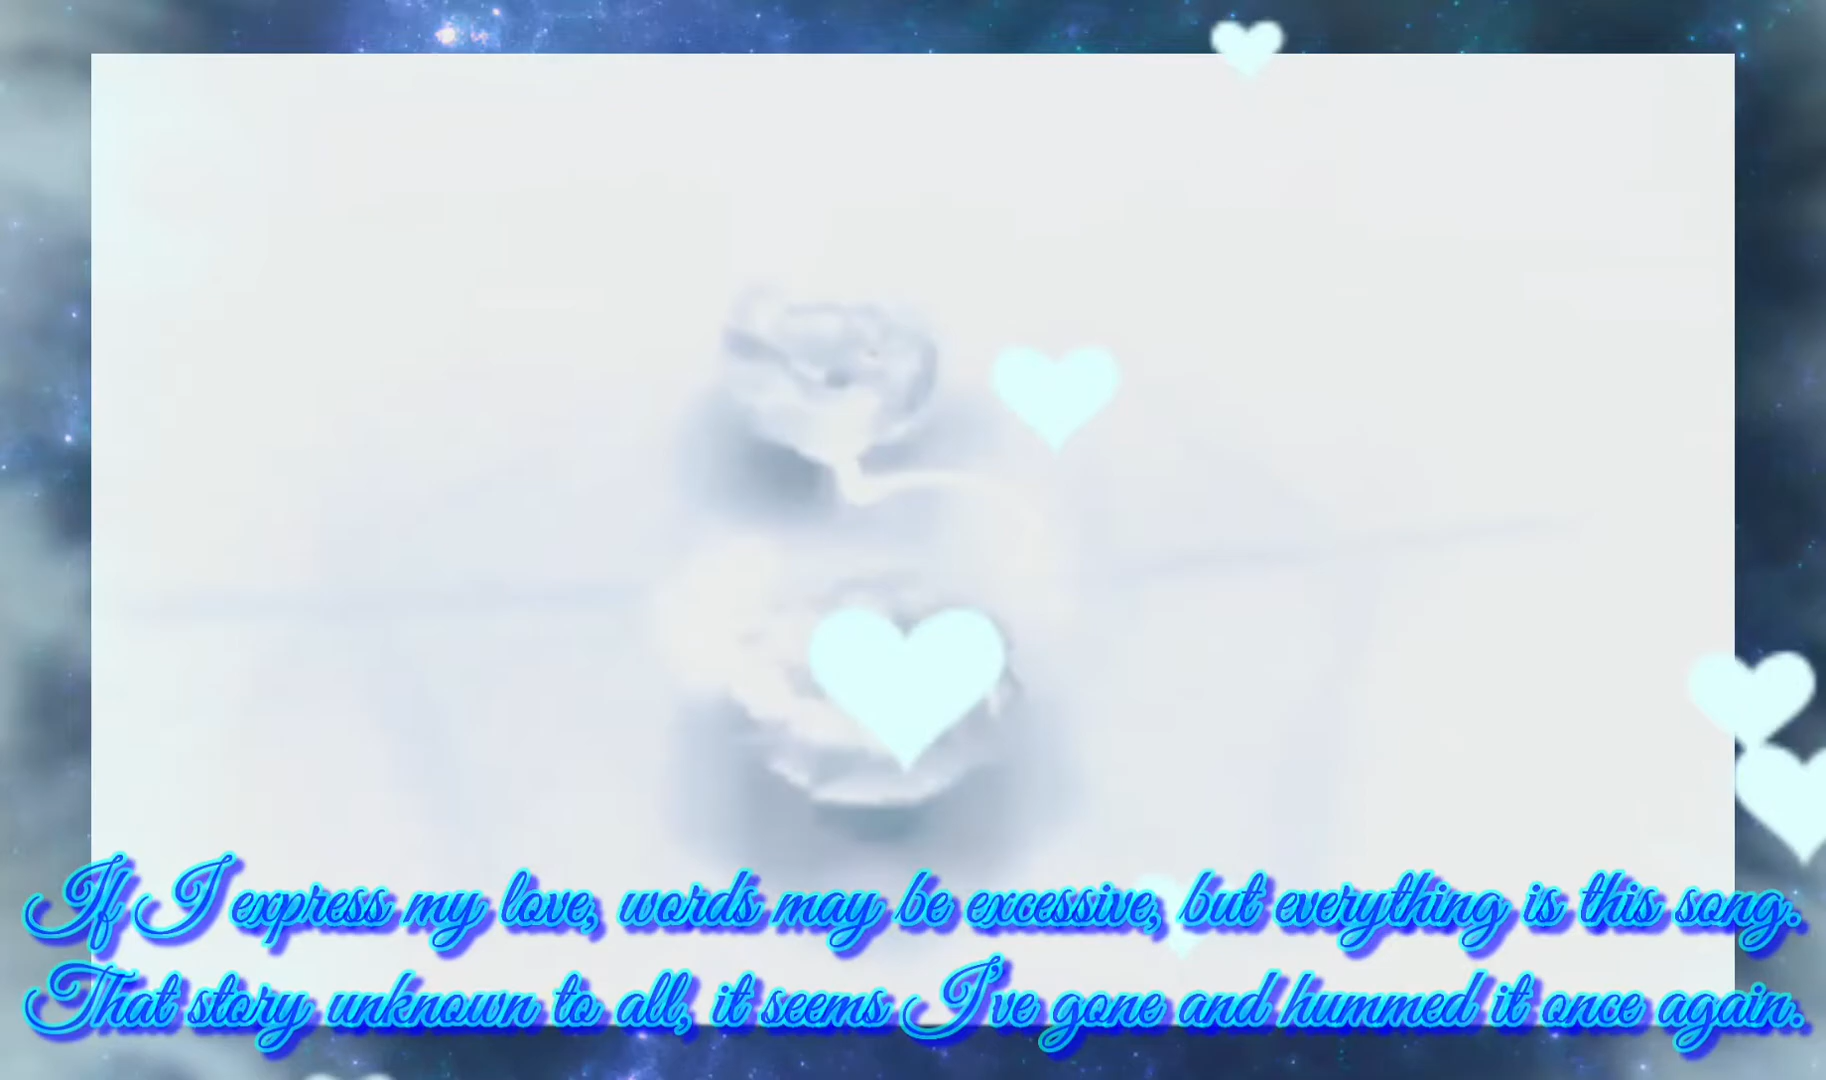 If I express my love, words may be excessive, but everything is this song.
That story unknown to all, it seems I've gone and hummed it once again.